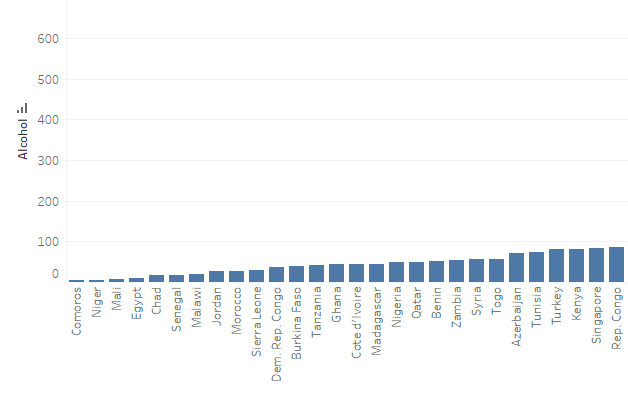 600
500
400
300
200
100
0
Alcohol
Comoros
Niger
Mali
Egypt
Chad
Senegal
Malawi
Jordan
Morocco
Sierra Leone
Dem. Rep. Congo
Burkina Faso
Tanzania
Ghana
Cote d'Ivoire
Madagascar
Nigeria
Qatar
Benin
Zambia
Syria
Togo
Azerbaijan
Tunisia
Turkey
Kenya
Singapore
Rep. Congo